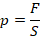 p = F/S